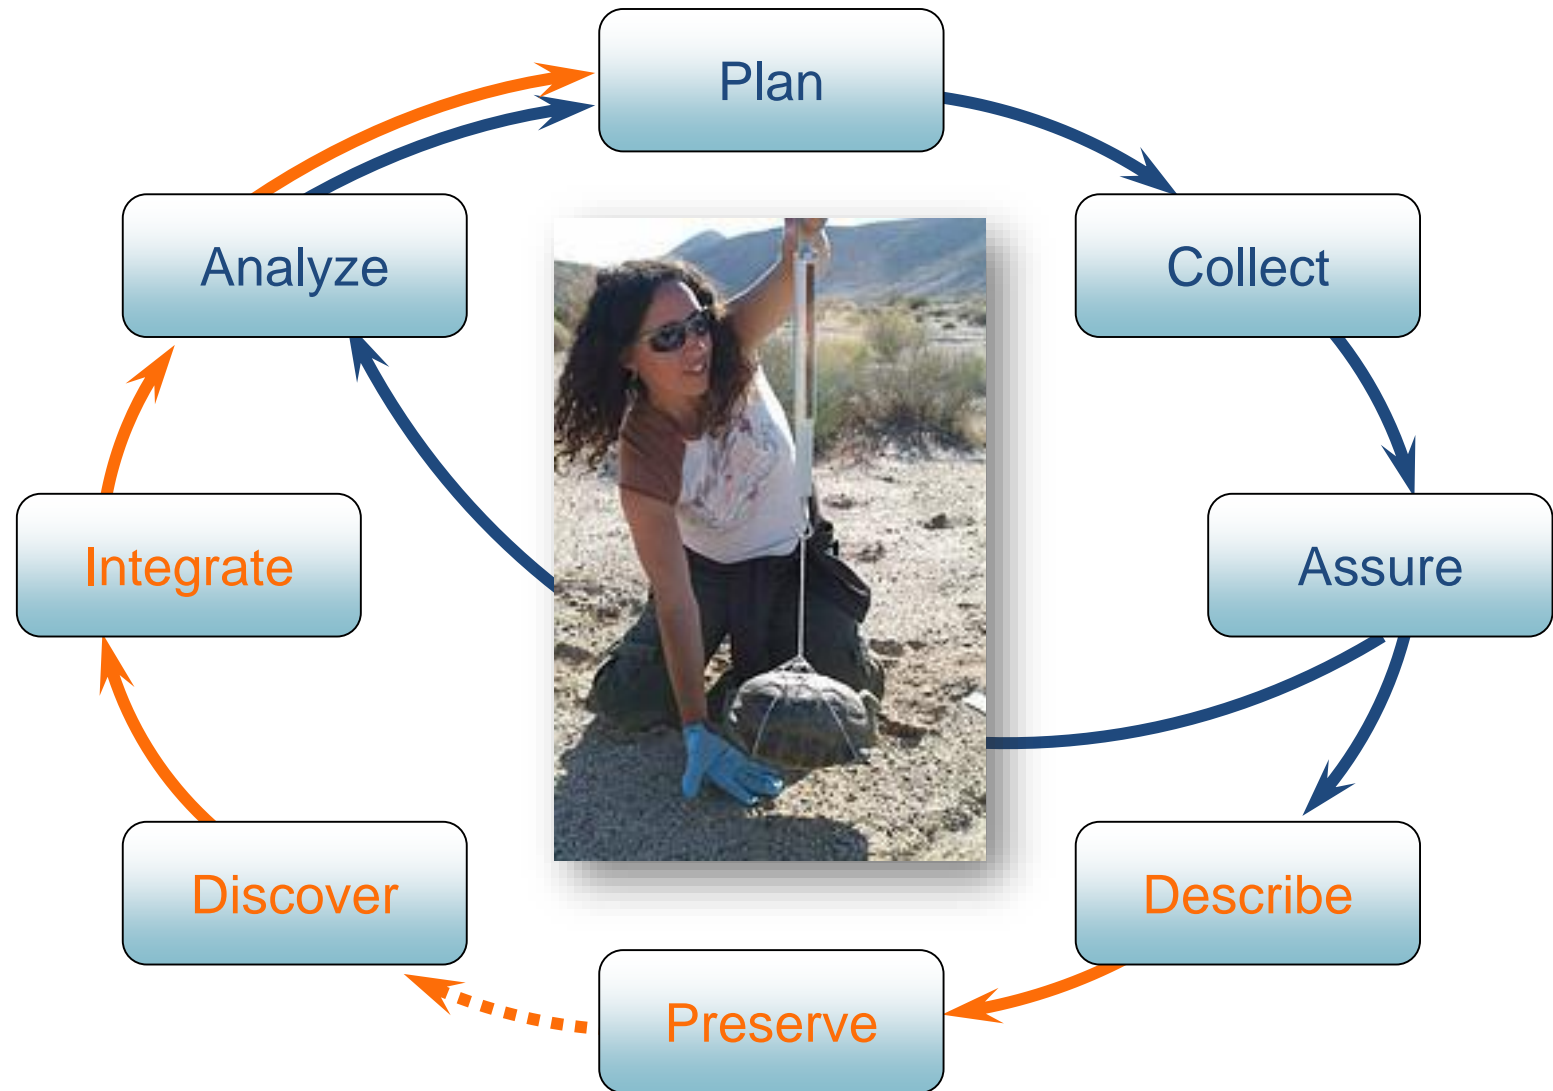 Plan
Collect
Assure
Describe
Preserve
Discover
Integrate
Analyze